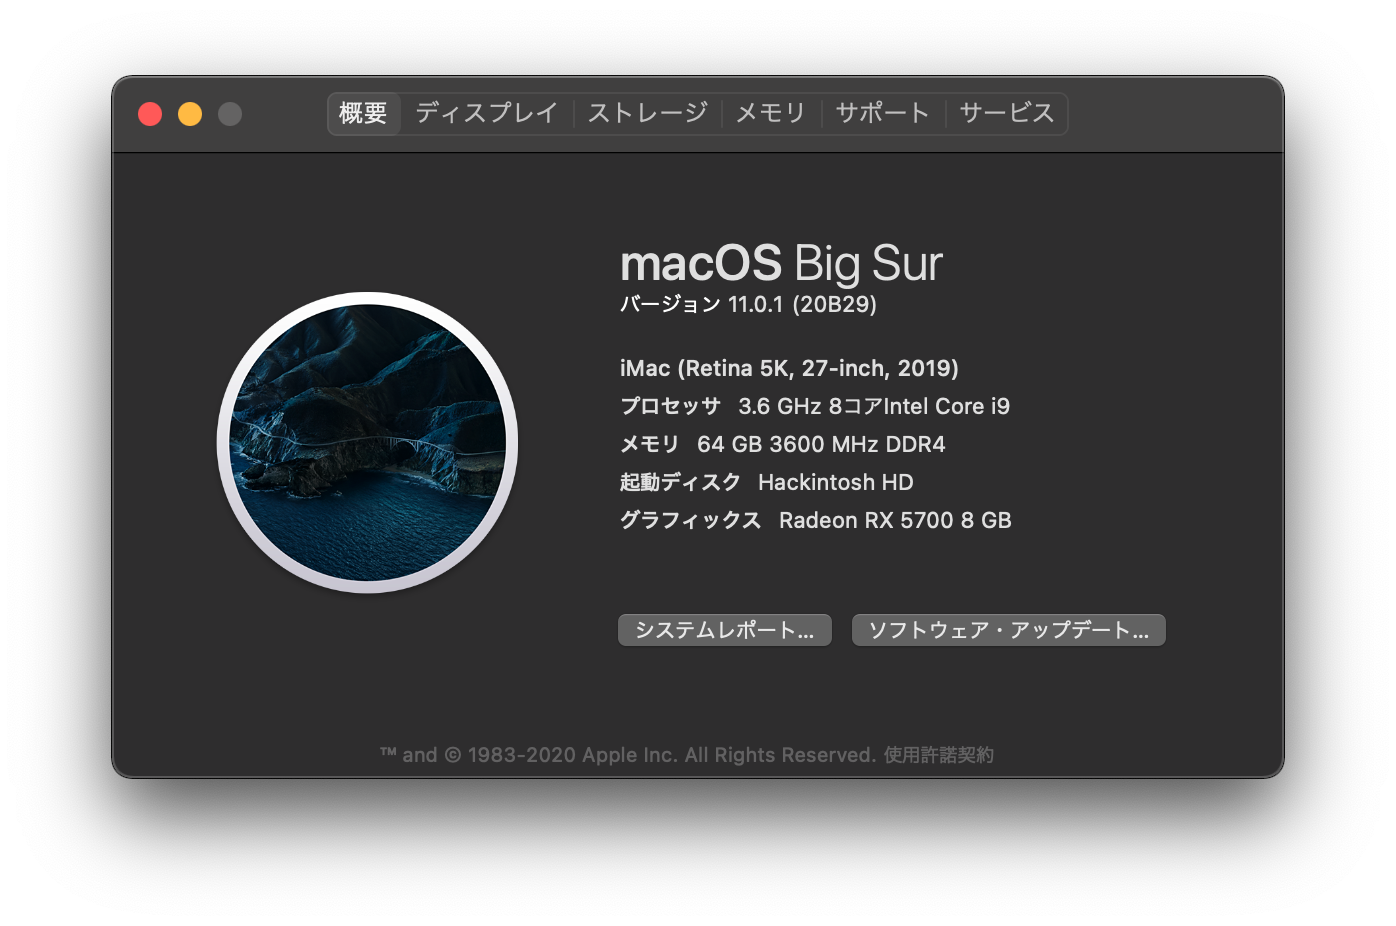 概要 ディスプレイ ストレージ メモリ サポート サービス
macOS Big Sur
バージョン 11.0.1 (20B29)
iMac (Retina 5K, 27-inch, 2019)
プロセッサ 3.6 GHz 8コアIntel Core i9
メモリ 64 GB 3600 MHz DDR4
起動ディスク Hackintosh HD
グラフィックス Radeon RX 5700 8 GB
システムレポート... ソフトウェア・アップデート...
™ and © 1983-2020 Apple Inc. All Rights Reserved. 使用許諾契約